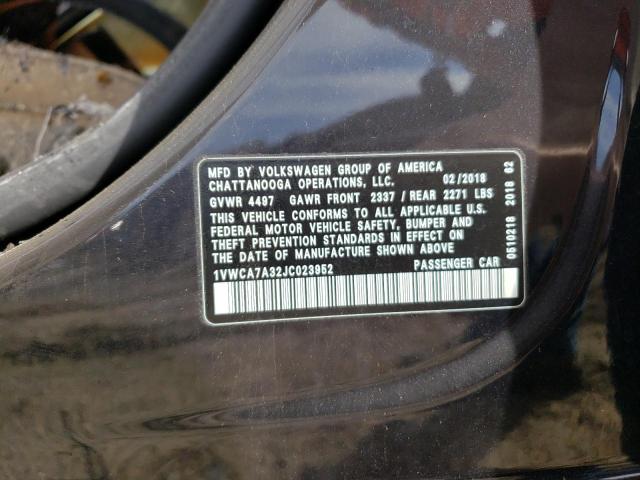 MFD BY VOLKSWAGEN GROUP OF AMERICA
CHATTANOOGA OPERATIONS, LLC. 02/2018
GVWR 4497 GAWR FRONT 2337 / REAR 2271 LBS
THIS VEHICLE CONFORMS TO ALL APPLICABLE U.S.
FEDERAL MOTOR VEHICLE SAFETY, BUMPER AND
THEFT PREVENTION STANDARDS IN EFFECT ON
THE DATE OF MANUFACTURE SHOWN ABOVE
1VWCA7A32JC023952 PASSENGER CAR
0510218 2018 02